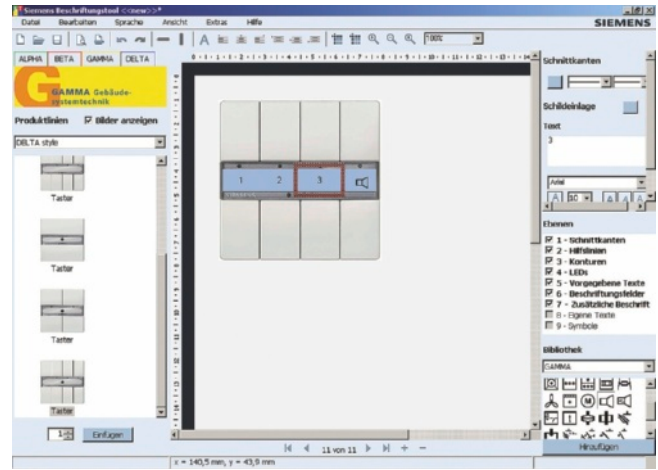 Siemens Beschriftungstool <<new>>*
Datei Bearbeiten Sprache Ansicht Extras Hilfe
SIEMENS
100%
ALPHA BETA GAMMA DELTA
GAMMA Gebäude-
systemtechnik
Produktlinien Bilder anzeigen
DELTA style
Taster
Taster
Taster
Taster
1
Einfügen
1 2 3
11 von 11
x = 140,5 mm, y = 43,9 mm
Schnittkanten
Schildeinlage
Text
3
Arial
10
Ebenen
1 - Schnittkanten
2 - Hilfslinien
3 - Konturen
4 - LEDs
5 - Vorgegebene Texte
6 - Beschriftungsfelder
7 - Zusätzliche Beschrift
8 - Eigene Texte
9 - Symbole
Bibliothek
GAMMA
Hinzufügen